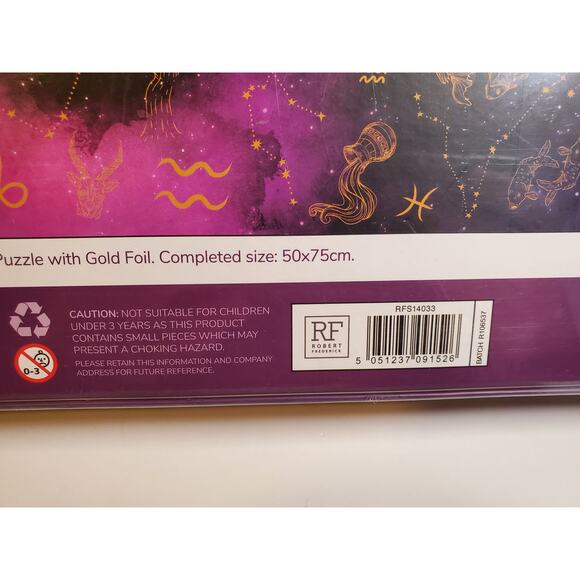 Puzzle with Gold Foil. Completed size: 50x75cm.
CAUTION: NOT SUITABLE FOR CHILDREN
UNDER 3 YEARS AS THIS PRODUCT
CONTAINS SMALL PIECES WHICH MAY
PRESENT A CHOKING HAZARD.
PLEASE RETAIN THIS INFORMATION AND COMPANY
ADDRESS FOR FUTURE REFERENCE.
0-3
RF
ROBERT
FREDERICK
RFS14033
5 051237 091526
BATCH R106537